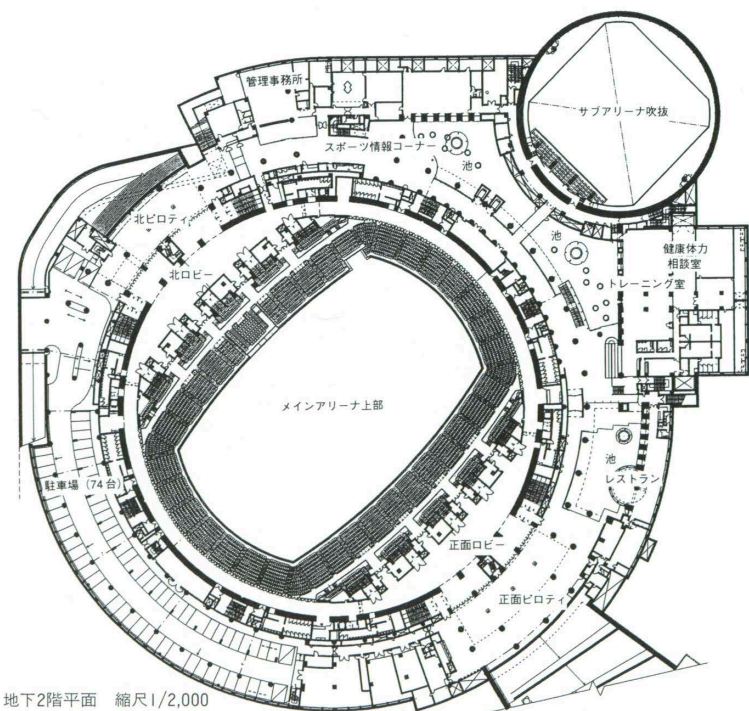 管理事務所
サブアリーナ吹抜
スポーツ情報コーナー
池
北ピロティ
池
健康体力
相談室
北ロビー
トレーニング室
メインアリーナ上部
池
駐車場（74台）
レストラン
正面ロビー
正面ピロティ
地下2階平面　縮尺1/2,000